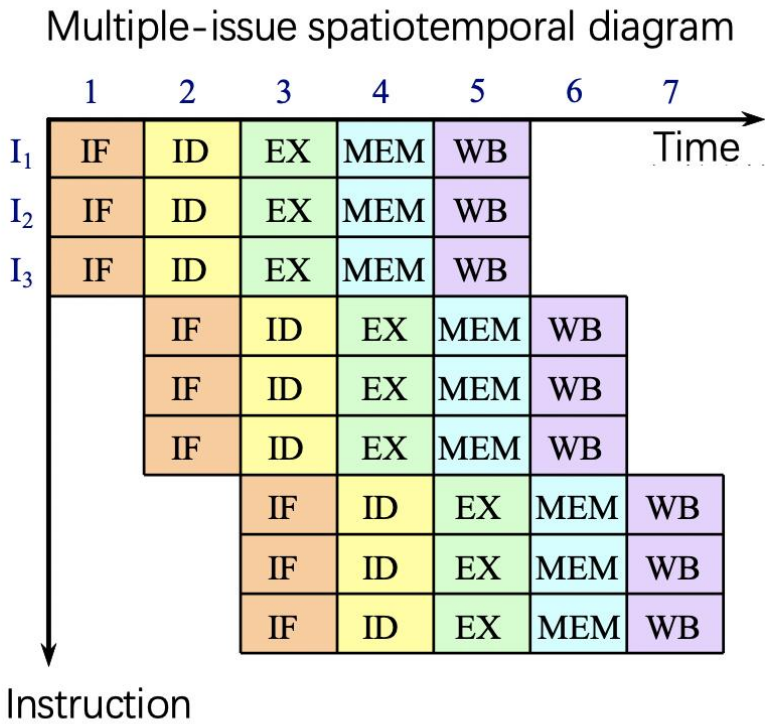 Multiple-issue spatiotemporal diagram
1 2 3 4 5 6 7
Time
I1 IF ID EX MEM WB
I2 IF ID EX MEM WB
I3 IF ID EX MEM WB
IF ID EX MEM WB
IF ID EX MEM WB
IF ID EX MEM WB
IF ID EX MEM WB
IF ID EX MEM WB
IF ID EX MEM WB
Instruction